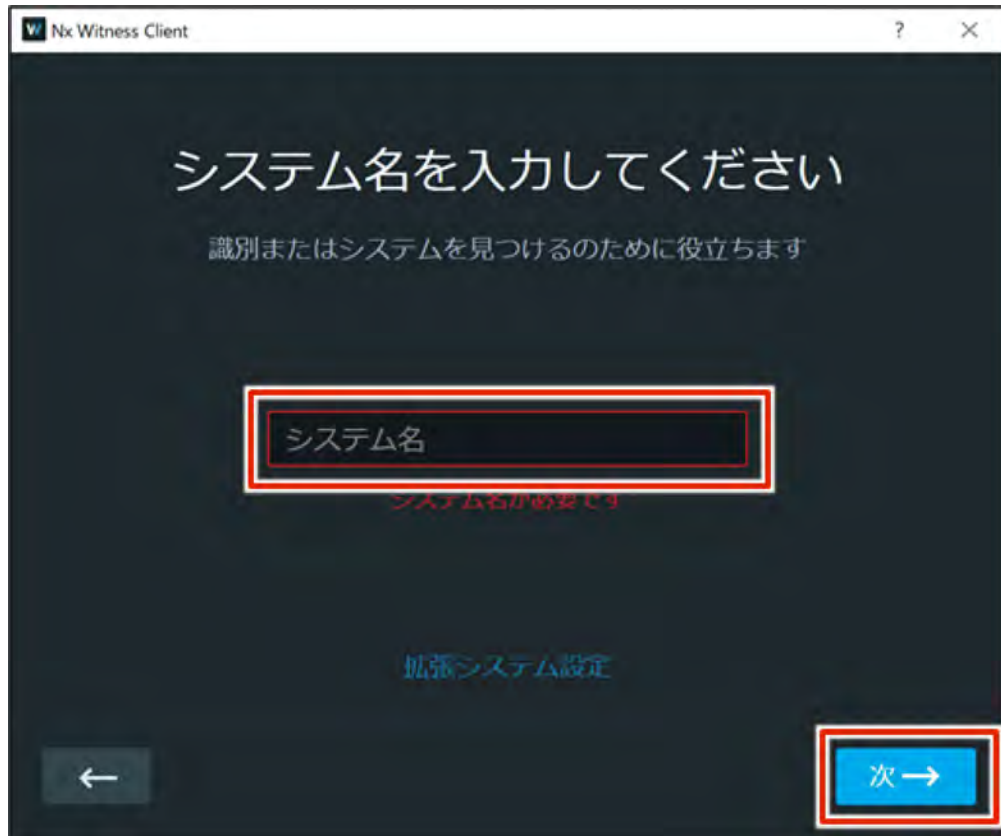 Nx Witness Client
システム名を入力してください
識別またはシステムを見つけるのために役立ちます
システム名
システム名が必要です
拡張システム設定
次